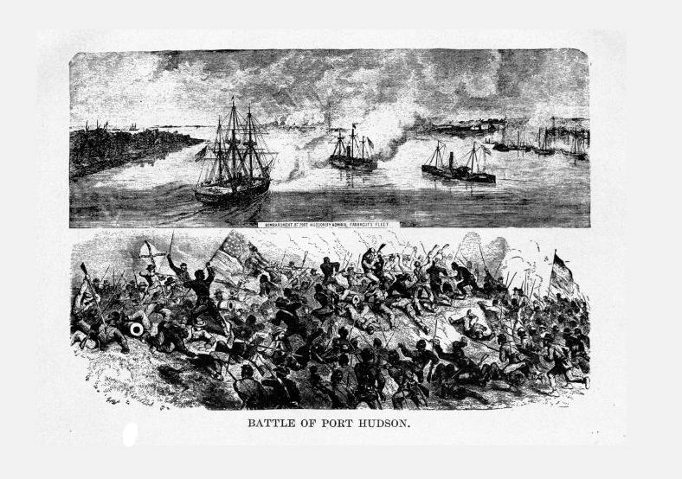 BOMBARDMENT OF PORT HUDSON BY ADMIRAL FARRAGUT'S FLEET
BATTLE OF PORT HUDSON.